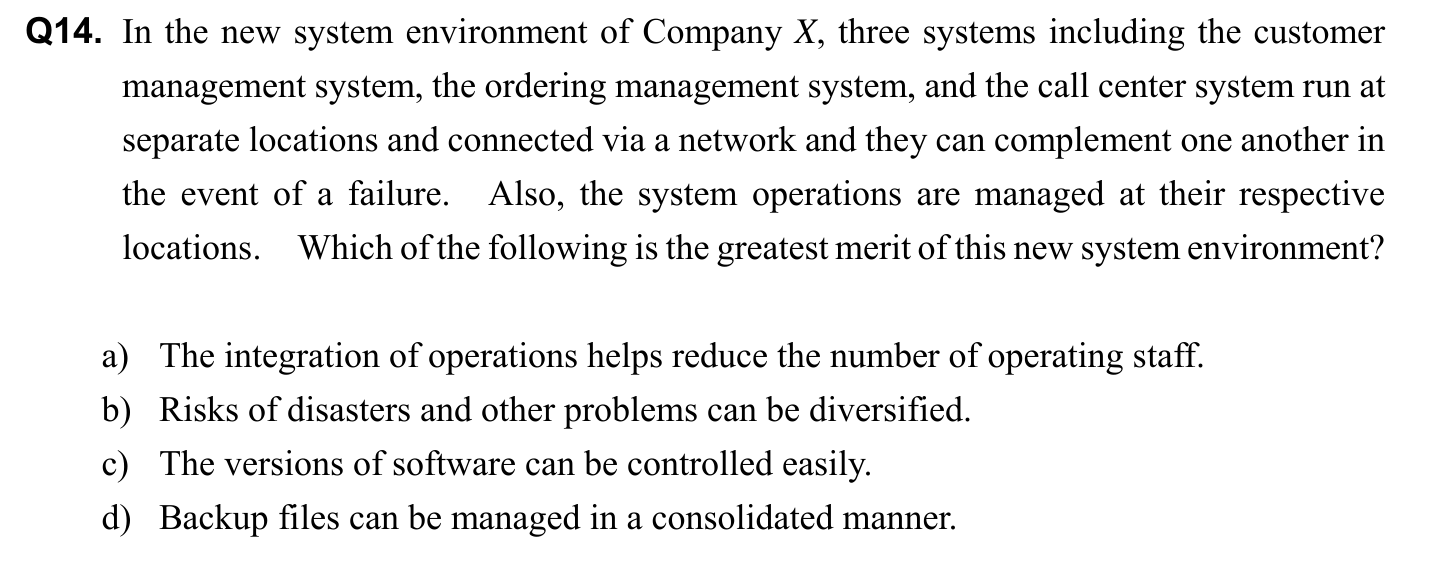 Q14. In the new system environment of Company X, three systems including the customer
management system, the ordering management system, and the call center system run at
separate locations and connected via a network and they can complement one another in
the event of a failure. Also, the system operations are managed at their respective
locations. Which of the following is the greatest merit of this new system environment?
a) The integration of operations helps reduce the number of operating staff.
b) Risks of disasters and other problems can be diversified.
c) The versions of software can be controlled easily.
d) Backup files can be managed in a consolidated manner.